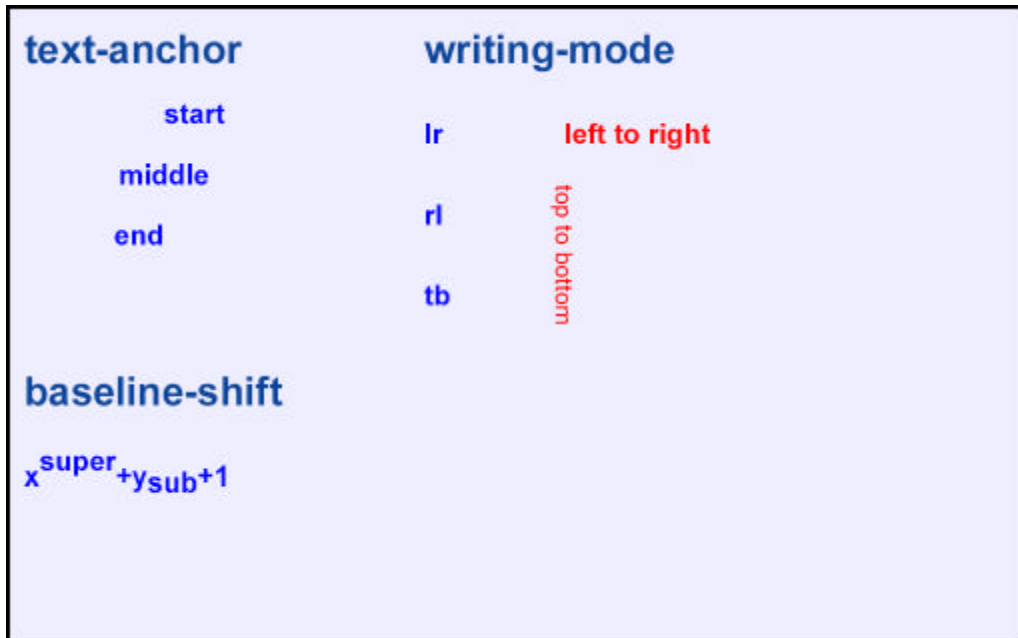 text-anchor
start
middle
end
writing-mode
lr
left to right
rl
tb
top to bottom
baseline-shift
xsuper+ysub+1